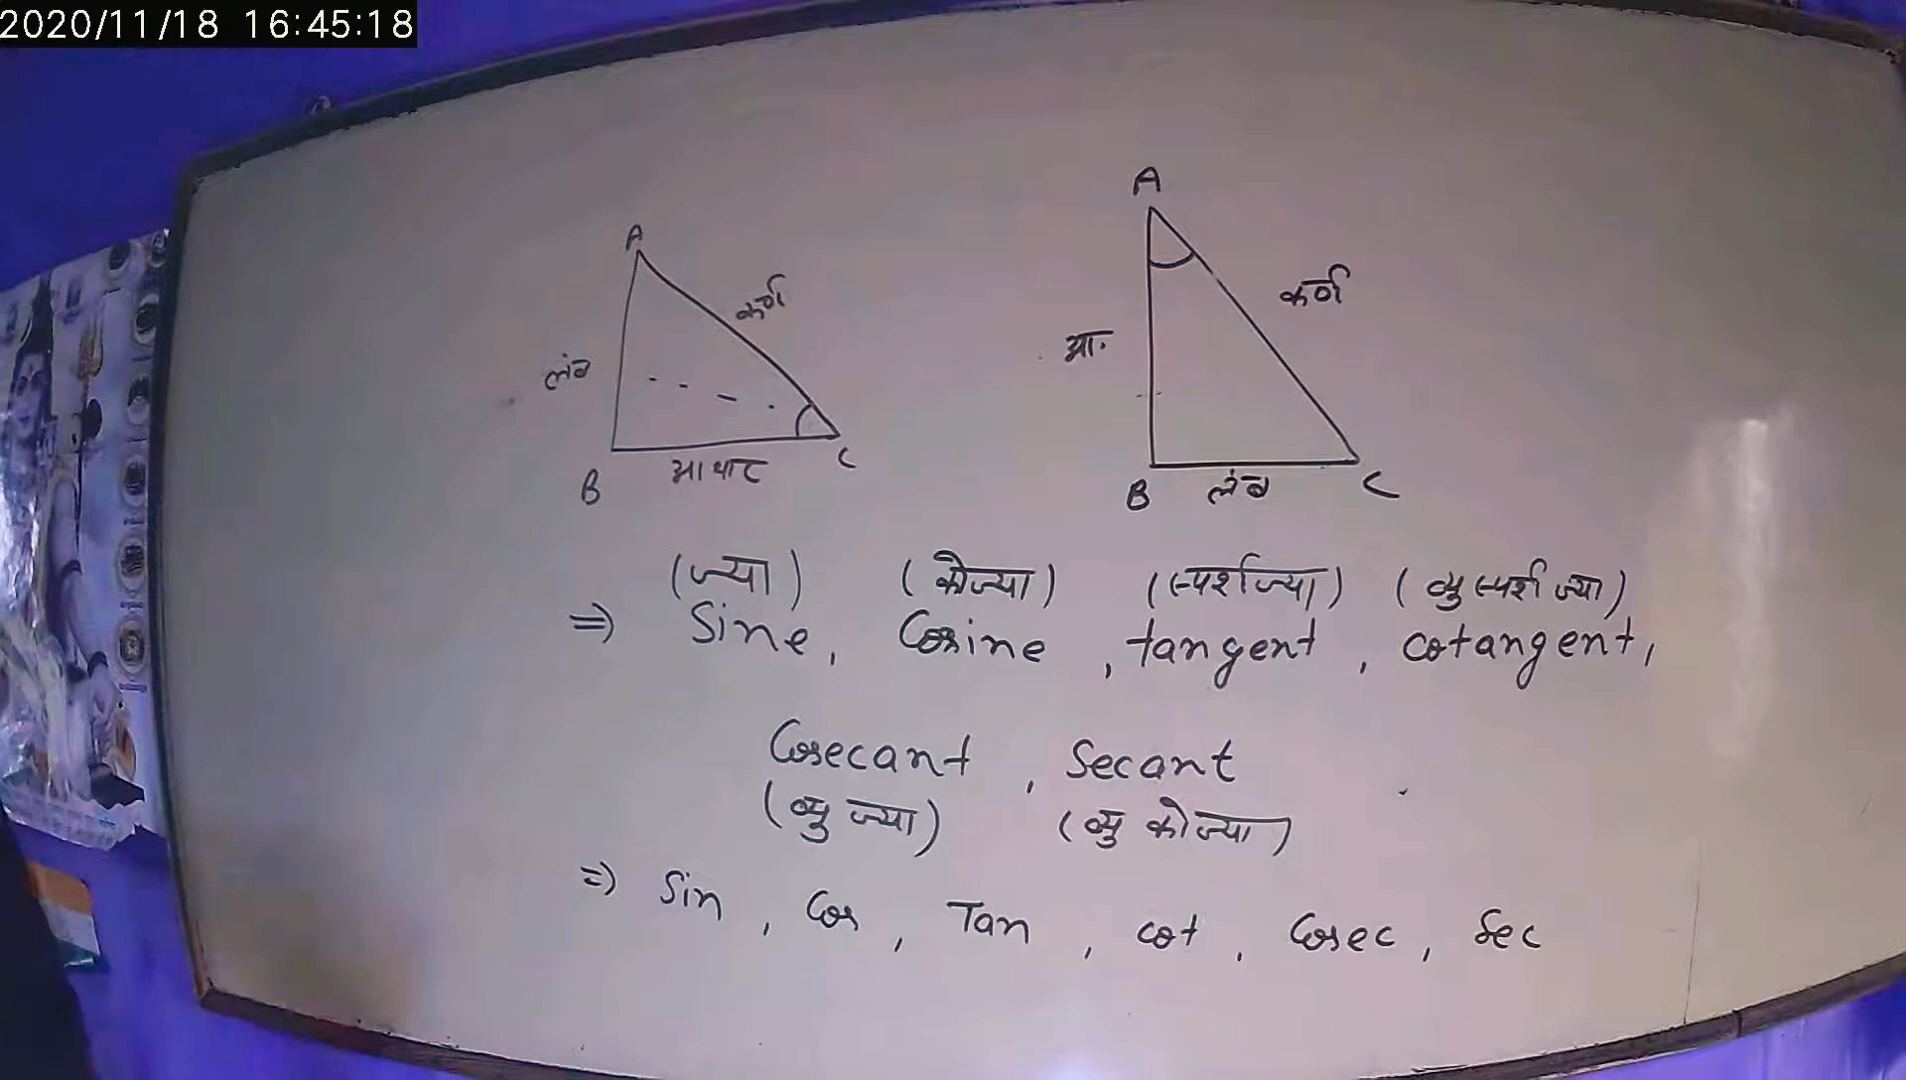 2020/11/18 16:45:18
A
A
कर्ण
कर्ण
लंब
आ.
B आधार C
B लंब C
(ज्या) (कोज्या) (स्पर्शज्या) (व्यु स्पर्श ज्या)
⇒ Sine, Cosine, tangent, cotangent,
Cosecant, Secant
(व्यु ज्या) (व्यु कोज्या)
⇒ Sin, Cos, Tan, cot, Cosec, Sec